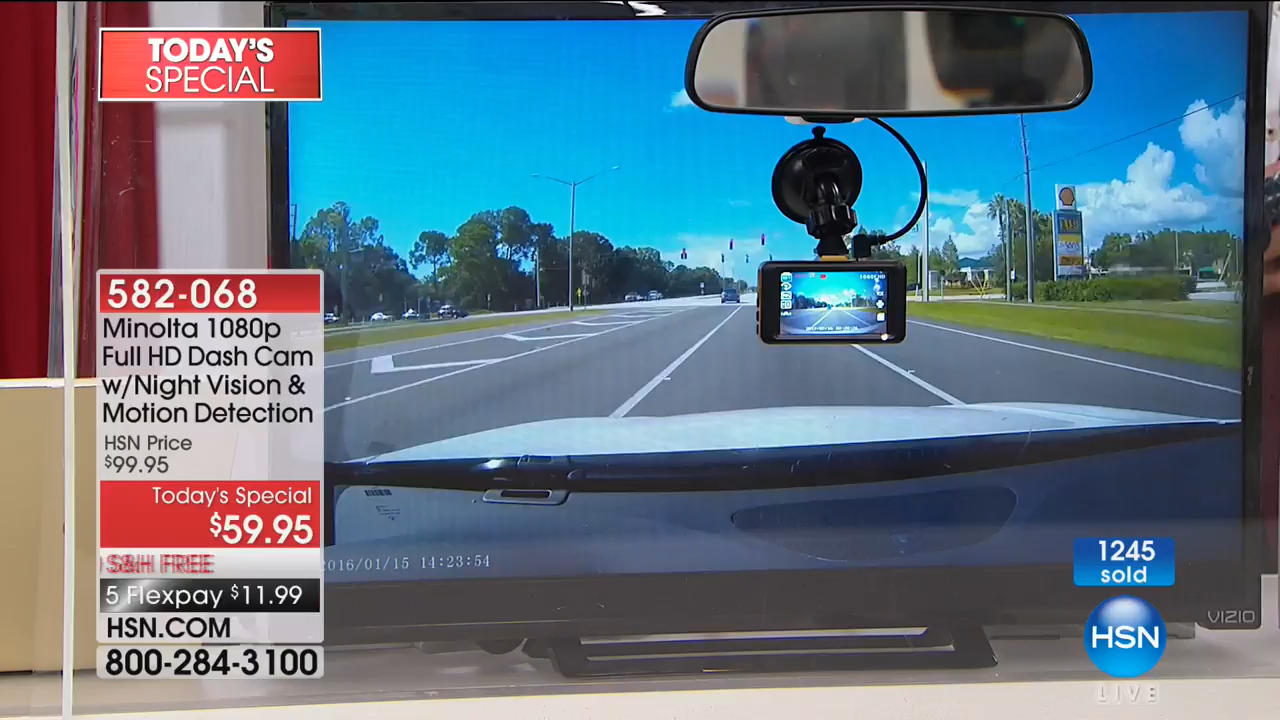 TODAY'S
SPECIAL
582-068
Minolta 1080p
Full HD Dash Cam
w/Night Vision &
Motion Detection
HSN Price
$99.95
Today's Special
$59.95
S&H FREE
5 Flexpay $11.99
HSN.COM
800-284-3100
2016/01/15 14:23:54
1245
sold
VIZIO
HSN
LIVE